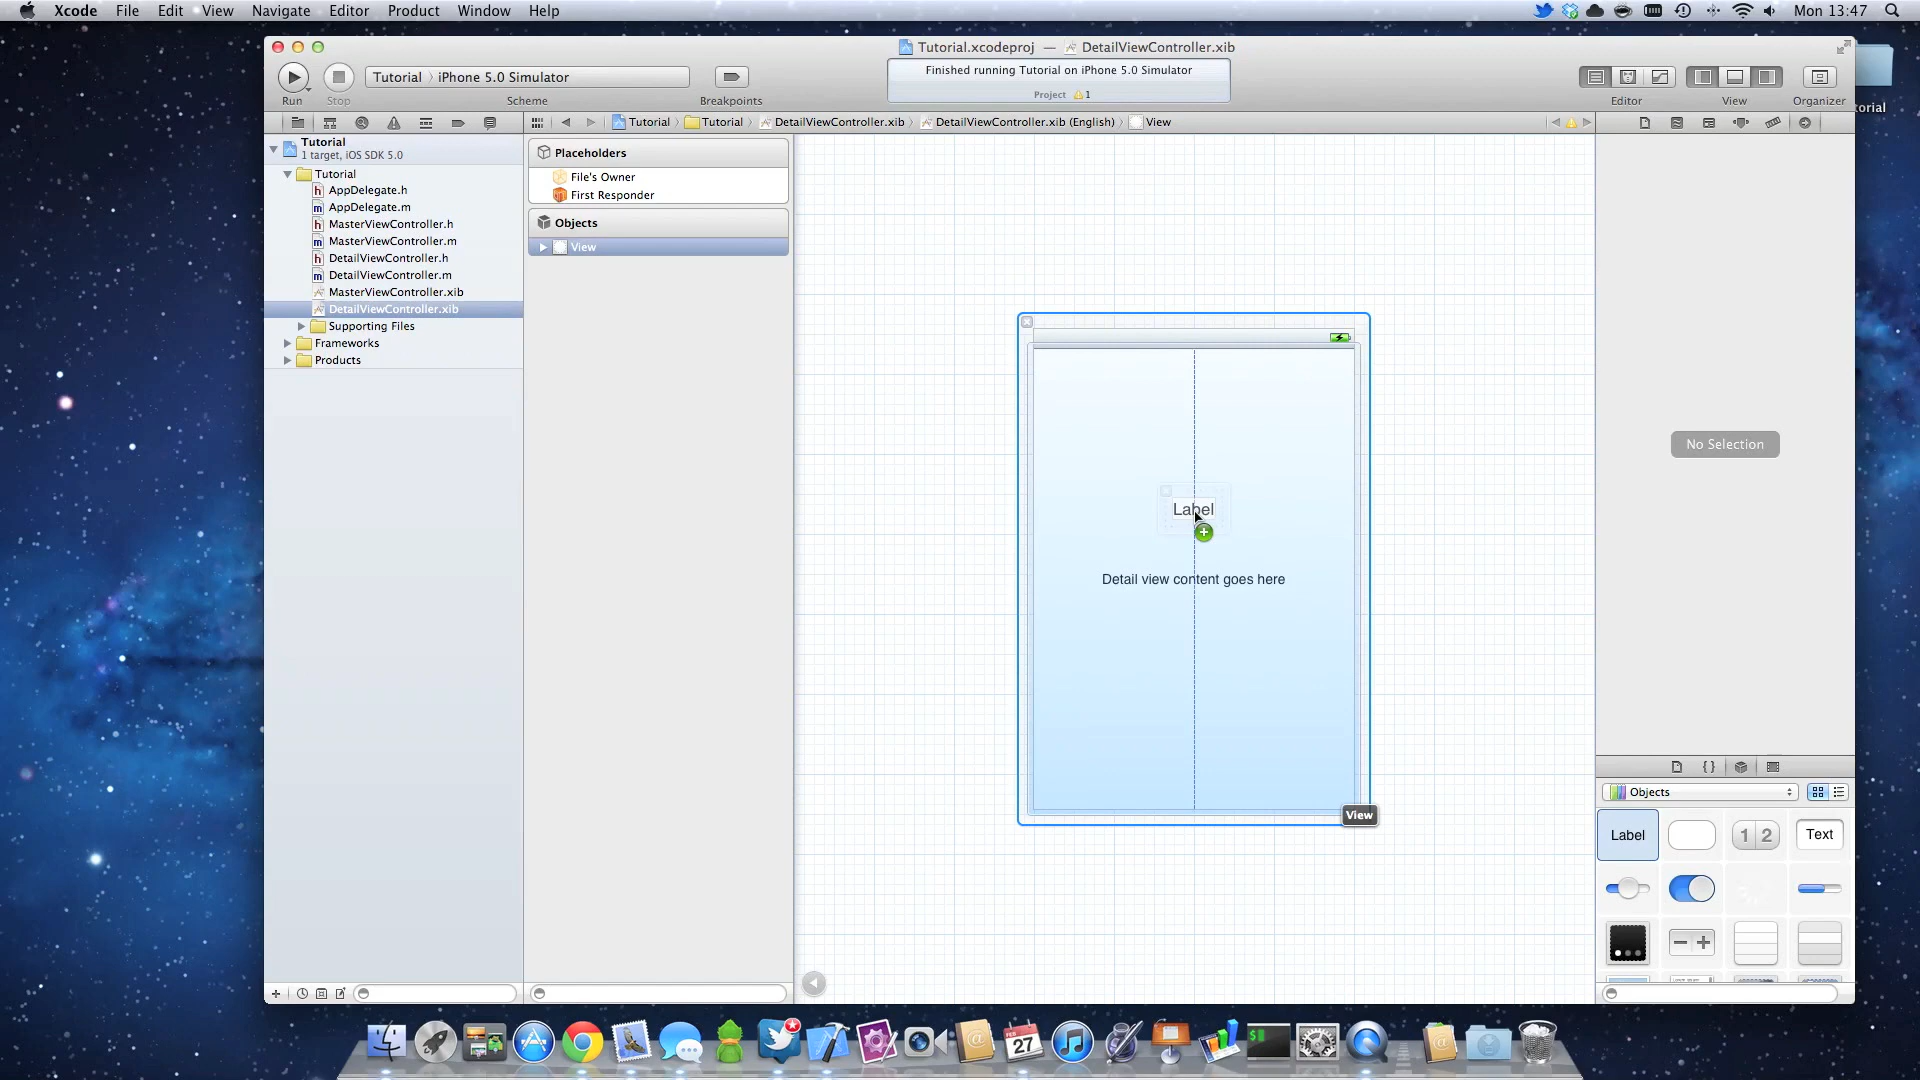 Xcode File Edit View Navigate Editor Product Window Help
Mon 13:47
Tutorial.xcodeproj — DetailViewController.xib
Tutorial iPhone 5.0 Simulator
Finished running Tutorial on iPhone 5.0 Simulator
Project 1
Run Stop Scheme Breakpoints Editor View Organizer
torial
Tutorial Tutorial DetailViewController.xib DetailViewController.xib (English) View
Tutorial
1 target, iOS SDK 5.0
Tutorial
AppDelegate.h
AppDelegate.m
MasterViewController.h
MasterViewController.m
DetailViewController.h
DetailViewController.m
MasterViewController.xib
DetailViewController.xib
Supporting Files
Frameworks
Products
Placeholders
File's Owner
First Responder
Objects
View
Label
Detail view content goes here
View
No Selection
Objects
Label
1 2
Text
FEB
27